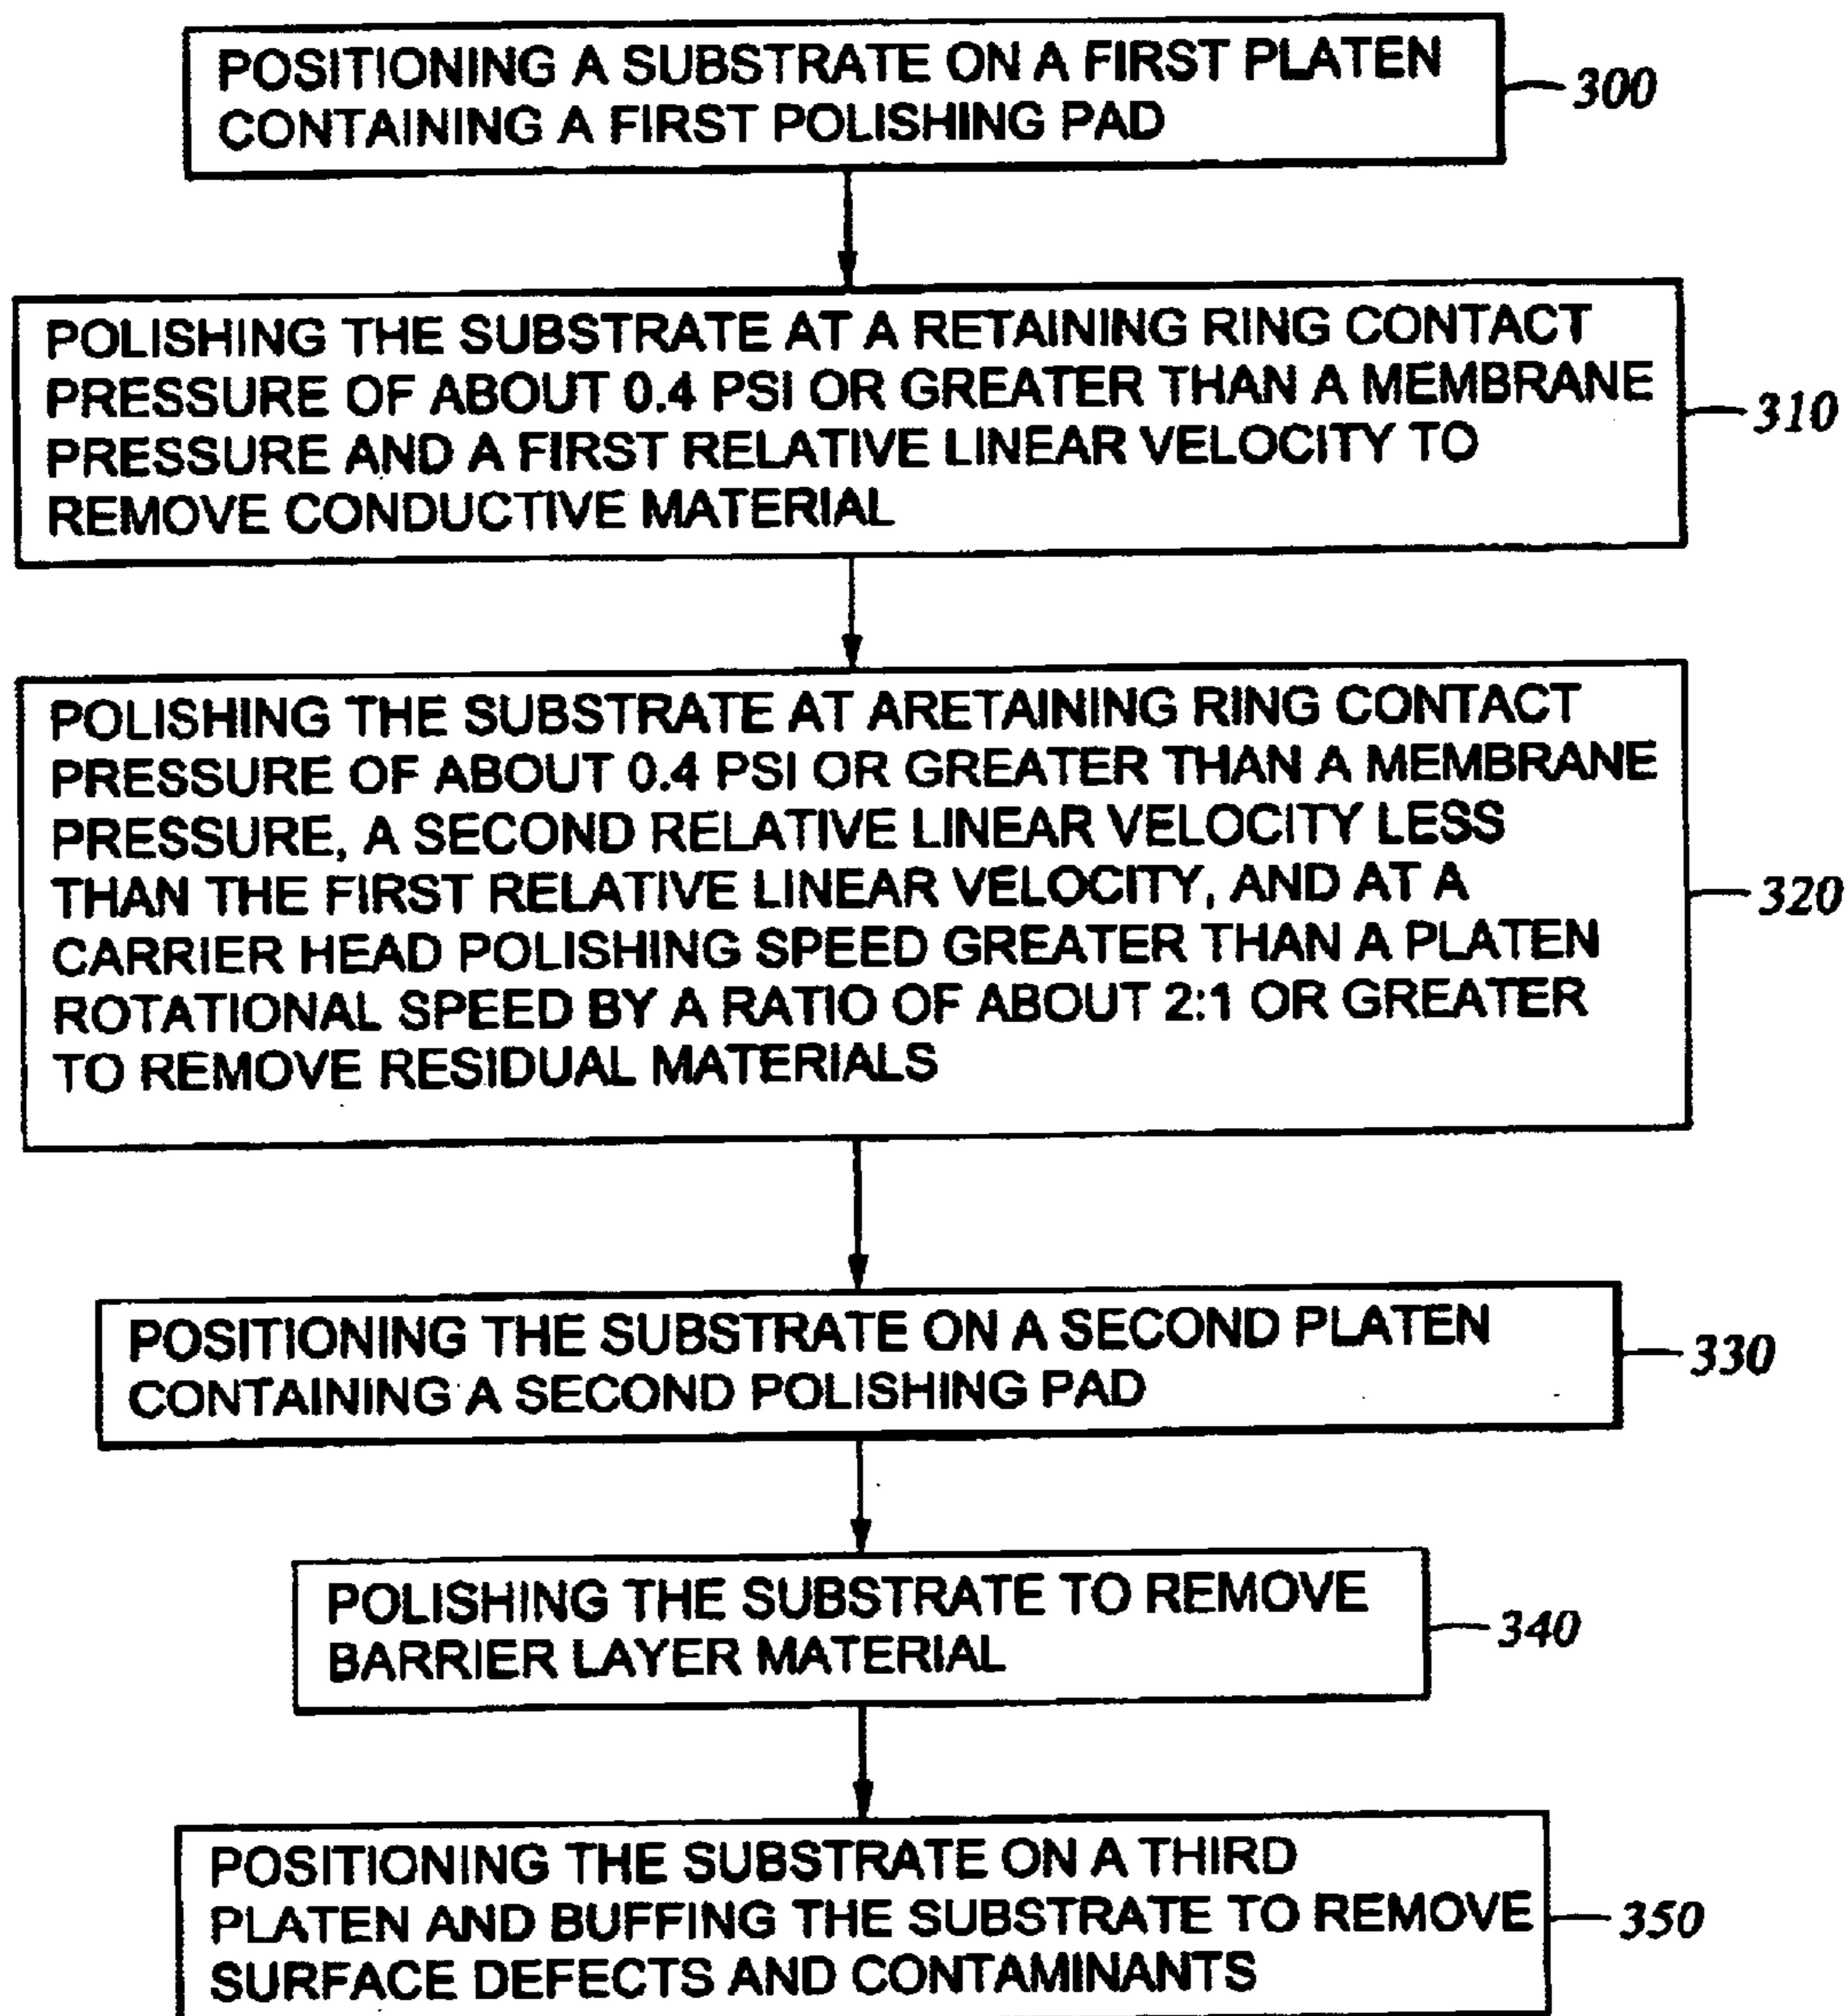 POSITIONING A SUBSTRATE ON A FIRST PLATEN
CONTAINING A FIRST POLISHING PAD
300
POLISHING THE SUBSTRATE AT A RETAINING RING CONTACT
PRESSURE OF ABOUT 0.4 PSI OR GREATER THAN A MEMBRANE
PRESSURE AND A FIRST RELATIVE LINEAR VELOCITY TO
REMOVE CONDUCTIVE MATERIAL
310
POLISHING THE SUBSTRATE AT ARETAINING RING CONTACT
PRESSURE OF ABOUT 0.4 PSI OR GREATER THAN A MEMBRANE
PRESSURE, A SECOND RELATIVE LINEAR VELOCITY LESS
THAN THE FIRST RELATIVE LINEAR VELOCITY, AND AT A
CARRIER HEAD POLISHING SPEED GREATER THAN A PLATEN
ROTATIONAL SPEED BY A RATIO OF ABOUT 2:1 OR GREATER
TO REMOVE RESIDUAL MATERIALS
320
POSITIONING THE SUBSTRATE ON A SECOND PLATEN
CONTAINING A SECOND POLISHING PAD
330
POLISHING THE SUBSTRATE TO REMOVE
BARRIER LAYER MATERIAL
340
POSITIONING THE SUBSTRATE ON A THIRD
PLATEN AND BUFFING THE SUBSTRATE TO REMOVE
SURFACE DEFECTS AND CONTAMINANTS
350